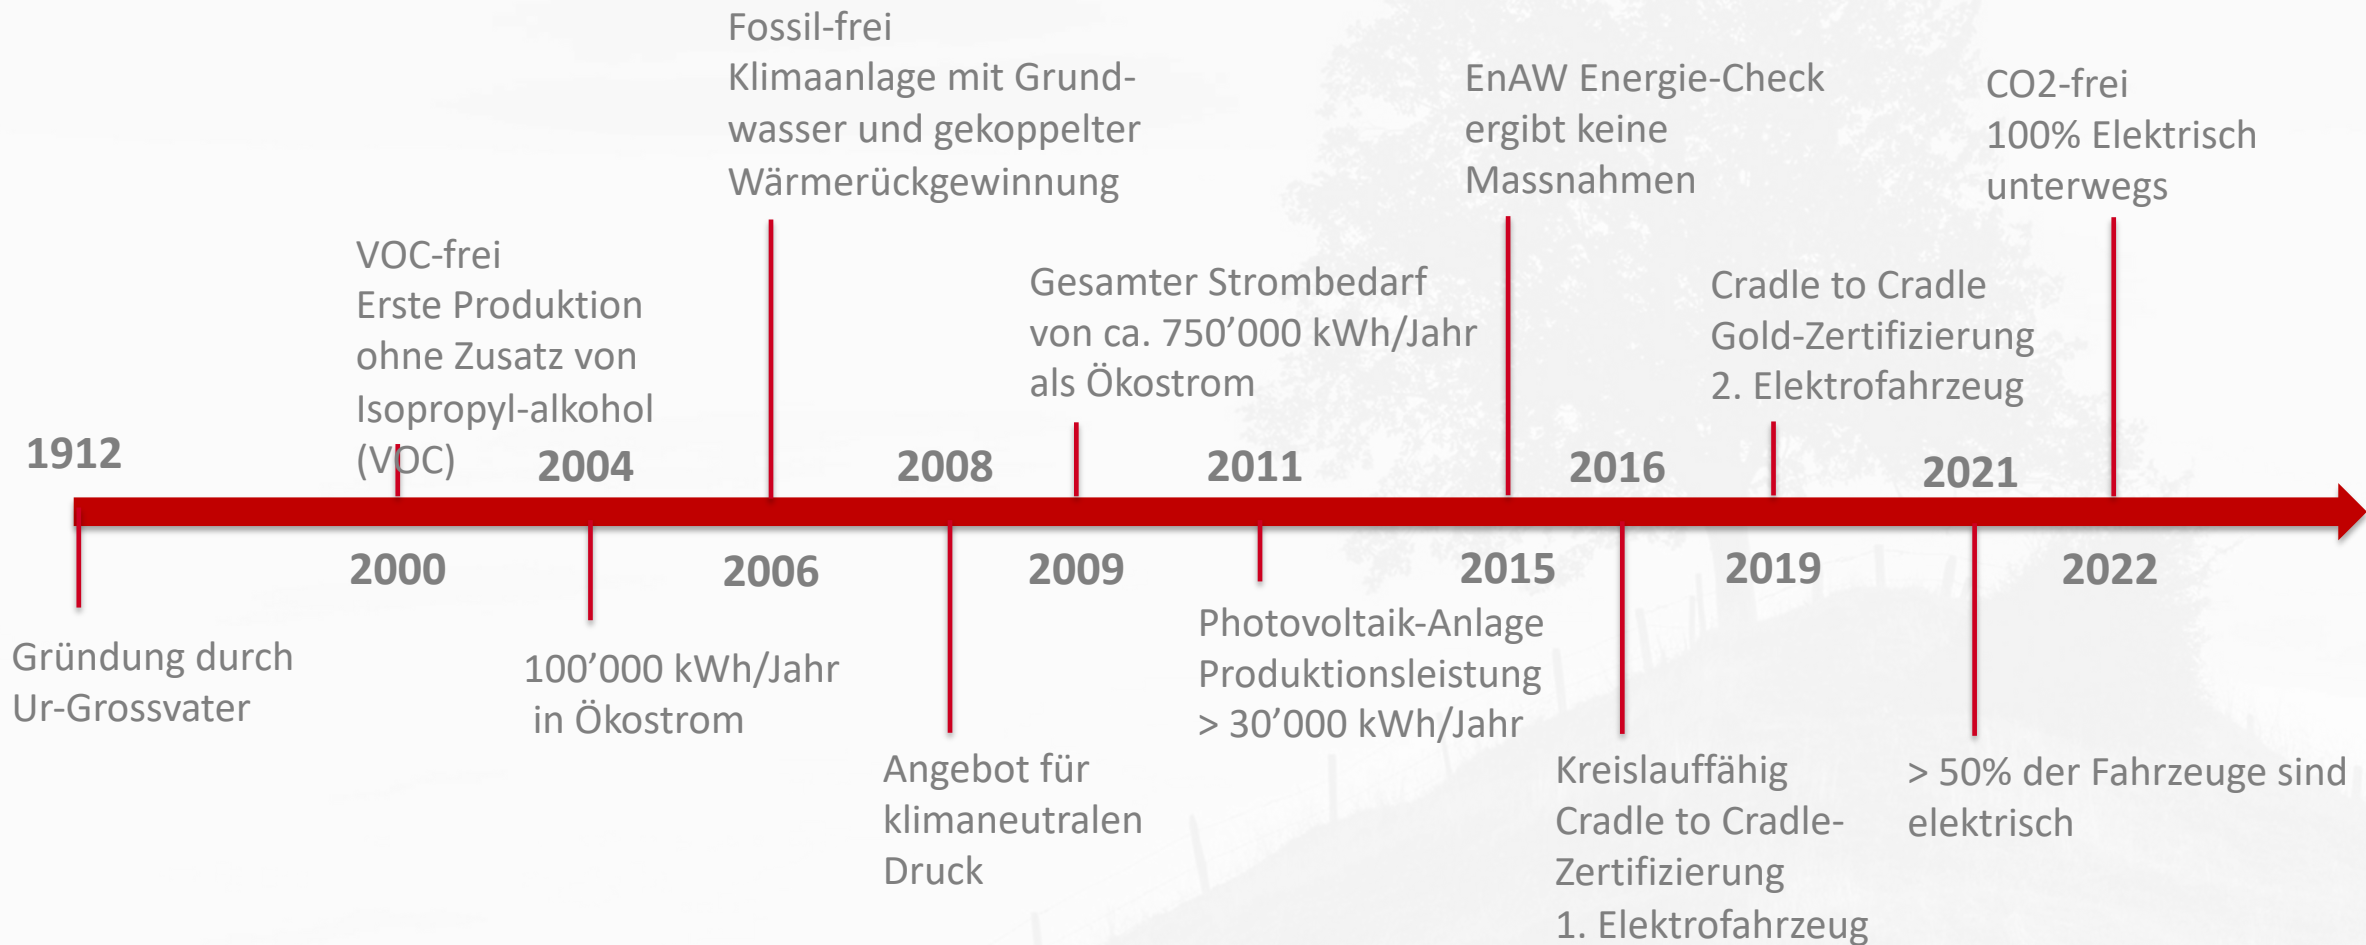 1912
Gründung durch
Ur-Grossvater
VOC-frei
Erste Produktion
ohne Zusatz von
Isopropyl-alkohol
(VOC)
2000
2004
100’000 kWh/Jahr
in Ökostrom
Fossil-frei
Klimaanlage mit Grund-
wasser und gekoppelter
Wärmerückgewinnung
2006
2008
Angebot für
klimaneutralen
Druck
Gesamter Strombedarf
von ca. 750’000 kWh/Jahr
als Ökostrom
2009
2011
Photovoltaik-Anlage
Produktionsleistung
> 30’000 kWh/Jahr
EnAW Energie-Check
ergibt keine
Massnahmen
2015
2016
Kreislauffähig
Cradle to Cradle-
Zertifizierung
1. Elektrofahrzeug
Cradle to Cradle
Gold-Zertifizierung
2. Elektrofahrzeug
2019
2021
> 50% der Fahrzeuge sind
elektrisch
CO2-frei
100% Elektrisch
unterwegs
2022